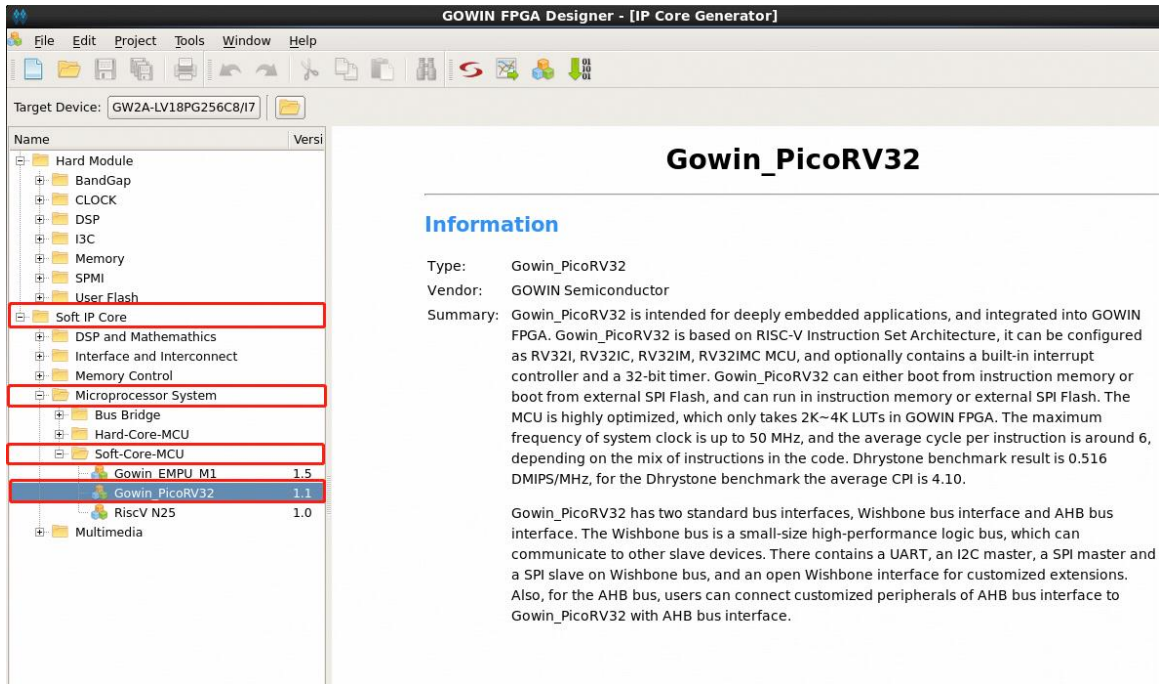 GOWIN FPGA Designer - [IP Core Generator]
File Edit Project Tools Window Help
Target Device: GW2A-LV18PG256C8/I7
Name Versi
Hard Module
BandGap
CLOCK
DSP
I3C
Memory
SPMI
User Flash
Soft IP Core
DSP and Mathemathics
Interface and Interconnect
Memory Control
Microprocessor System
Bus Bridge
Hard-Core-MCU
Soft-Core-MCU
Gowin_EMPU_M1 1.5
Gowin_PicoRV32 1.1
RiscV N25 1.0
Multimedia
Gowin_PicoRV32
Information
Type: Gowin_PicoRV32
Vendor: GOWIN Semiconductor
Summary: Gowin_PicoRV32 is intended for deeply embedded applications, and integrated into GOWIN
FPGA. Gowin_PicoRV32 is based on RISC-V Instruction Set Architecture, it can be configured
as RV32I, RV32IC, RV32IM, RV32IMC MCU, and optionally contains a built-in interrupt
controller and a 32-bit timer. Gowin_PicoRV32 can either boot from instruction memory or
boot from external SPI Flash, and can run in instruction memory or external SPI Flash. The
MCU is highly optimized, which only takes 2K~4K LUTs in GOWIN FPGA. The maximum
frequency of system clock is up to 50 MHz, and the average cycle per instruction is around 6,
depending on the mix of instructions in the code. Dhrystone benchmark result is 0.516
DMIPS/MHz, for the Dhrystone benchmark the average CPI is 4.10.
Gowin_PicoRV32 has two standard bus interfaces, Wishbone bus interface and AHB bus
interface. The Wishbone bus is a small-size high-performance logic bus, which can
communicate to other slave devices. There contains a UART, an I2C master, a SPI master and
a SPI slave on Wishbone bus, and an open Wishbone interface for customized extensions.
Also, for the AHB bus, users can connect customized peripherals of AHB bus interface to
Gowin_PicoRV32 with AHB bus interface.